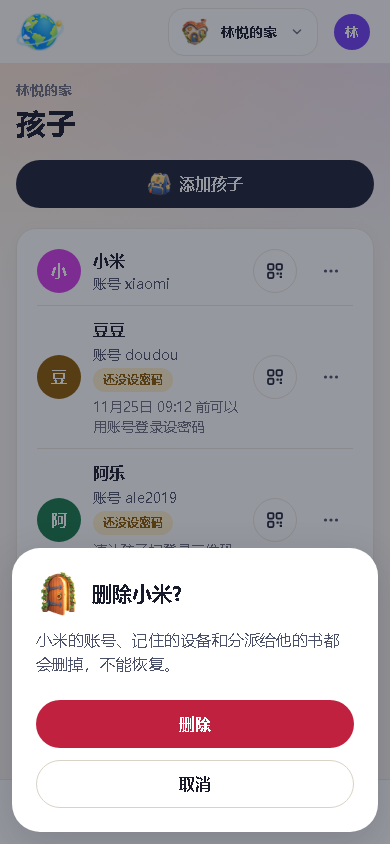 林悦的家
林
林悦的家
孩子
添加孩子
小
小米
账号 xiaomi
豆
豆豆
账号 doudou
还没设密码
11月25日 09:12 前可以
用账号登录设密码
阿
阿乐
账号 ale2019
还没设密码
删除小米?
小米的账号、记住的设备和分派给他的书都
会删掉，不能恢复。
删除
取消